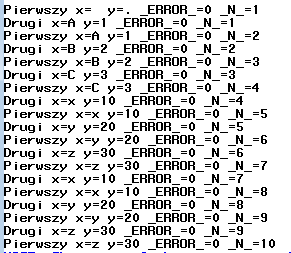 Pierwszy x=  y=. _ERROR_=0 _N_=1
Drugi x=A y=1 _ERROR_=0 _N_=1
Pierwszy x=A y=1 _ERROR_=0 _N_=2
Drugi x=B y=2 _ERROR_=0 _N_=2
Pierwszy x=B y=2 _ERROR_=0 _N_=3
Drugi x=C y=3 _ERROR_=0 _N_=3
Pierwszy x=C y=3 _ERROR_=0 _N_=4
Drugi x=x y=10 _ERROR_=0 _N_=4
Pierwszy x=x y=10 _ERROR_=0 _N_=5
Drugi x=y y=20 _ERROR_=0 _N_=5
Pierwszy x=y y=20 _ERROR_=0 _N_=6
Drugi x=z y=30 _ERROR_=0 _N_=6
Pierwszy x=z y=30 _ERROR_=0 _N_=7
Drugi x=x y=10 _ERROR_=0 _N_=7
Pierwszy x=x y=10 _ERROR_=0 _N_=8
Drugi x=y y=20 _ERROR_=0 _N_=8
Pierwszy x=y y=20 _ERROR_=0 _N_=9
Drugi x=z y=30 _ERROR_=0 _N_=9
Pierwszy x=z y=30 _ERROR_=0 _N_=10